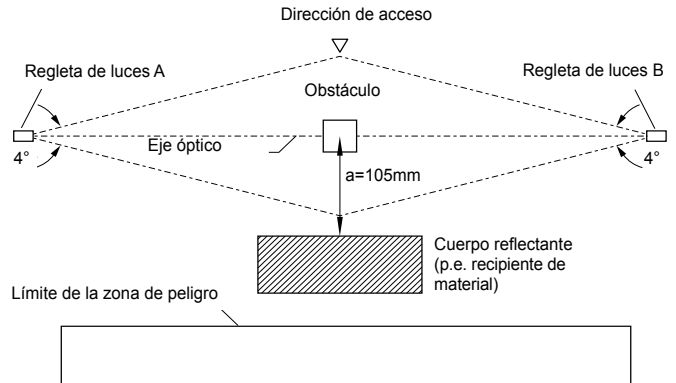 Dirección de acceso
Regleta de luces A
Regleta de luces B
Obstáculo
Eje óptico
4°
4°
a=105mm
Cuerpo reflectante
(p.e. recipiente de
material)
Límite de la zona de peligro